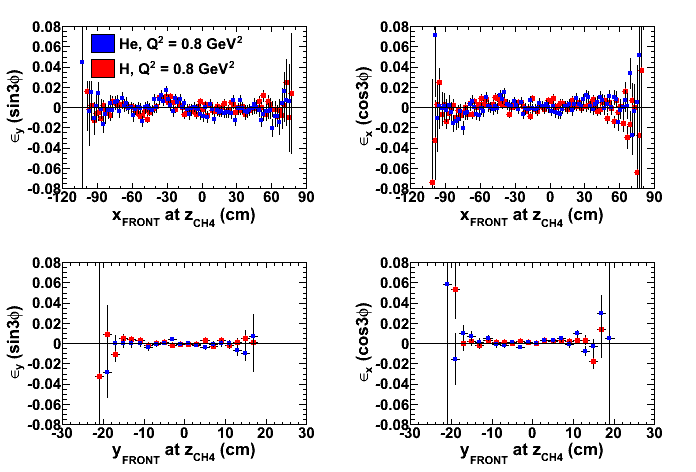 0.08
0.06
0.04
0.02
0
-0.02
-0.04
-0.06
-0.08
ϵy (sin3ϕ)
He, Q² = 0.8 GeV²
H, Q² = 0.8 GeV²
-120 -90 -60 -30 0 30 60 90
xFRONT at zCH4 (cm)
0.08
0.06
0.04
0.02
0
-0.02
-0.04
-0.06
-0.08
ϵx (cos3ϕ)
-120 -90 -60 -30 0 30 60 90
xFRONT at zCH4 (cm)
0.08
0.06
0.04
0.02
0
-0.02
-0.04
-0.06
-0.08
ϵy (sin3ϕ)
-30 -20 -10 0 10 20 30
yFRONT at zCH4 (cm)
0.08
0.06
0.04
0.02
0
-0.02
-0.04
-0.06
-0.08
ϵx (cos3ϕ)
-30 -20 -10 0 10 20 30
yFRONT at zCH4 (cm)